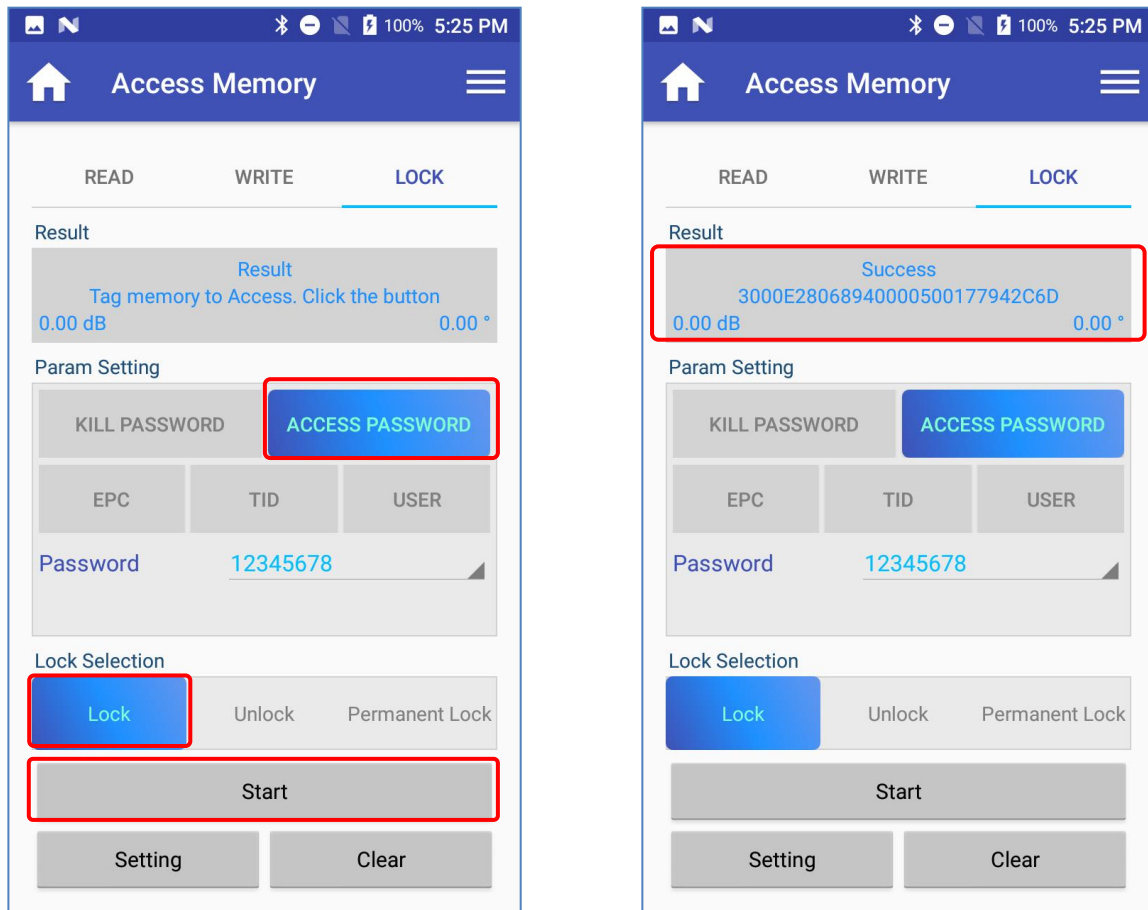 100% 5:25 PM
Access Memory
READ WRITE LOCK
Result
Result
Tag memory to Access. Click the button
0.00 dB 0.00 °
Param Setting
KILL PASSWORD ACCESS PASSWORD
EPC TID USER
Password 12345678
Lock Selection
Lock Unlock Permanent Lock
Start
Setting Clear
100% 5:25 PM
Access Memory
READ WRITE LOCK
Result
Success
3000E28068940000500177942C6D
0.00 dB 0.00 °
Param Setting
KILL PASSWORD ACCESS PASSWORD
EPC TID USER
Password 12345678
Lock Selection
Lock Unlock Permanent Lock
Start
Setting Clear